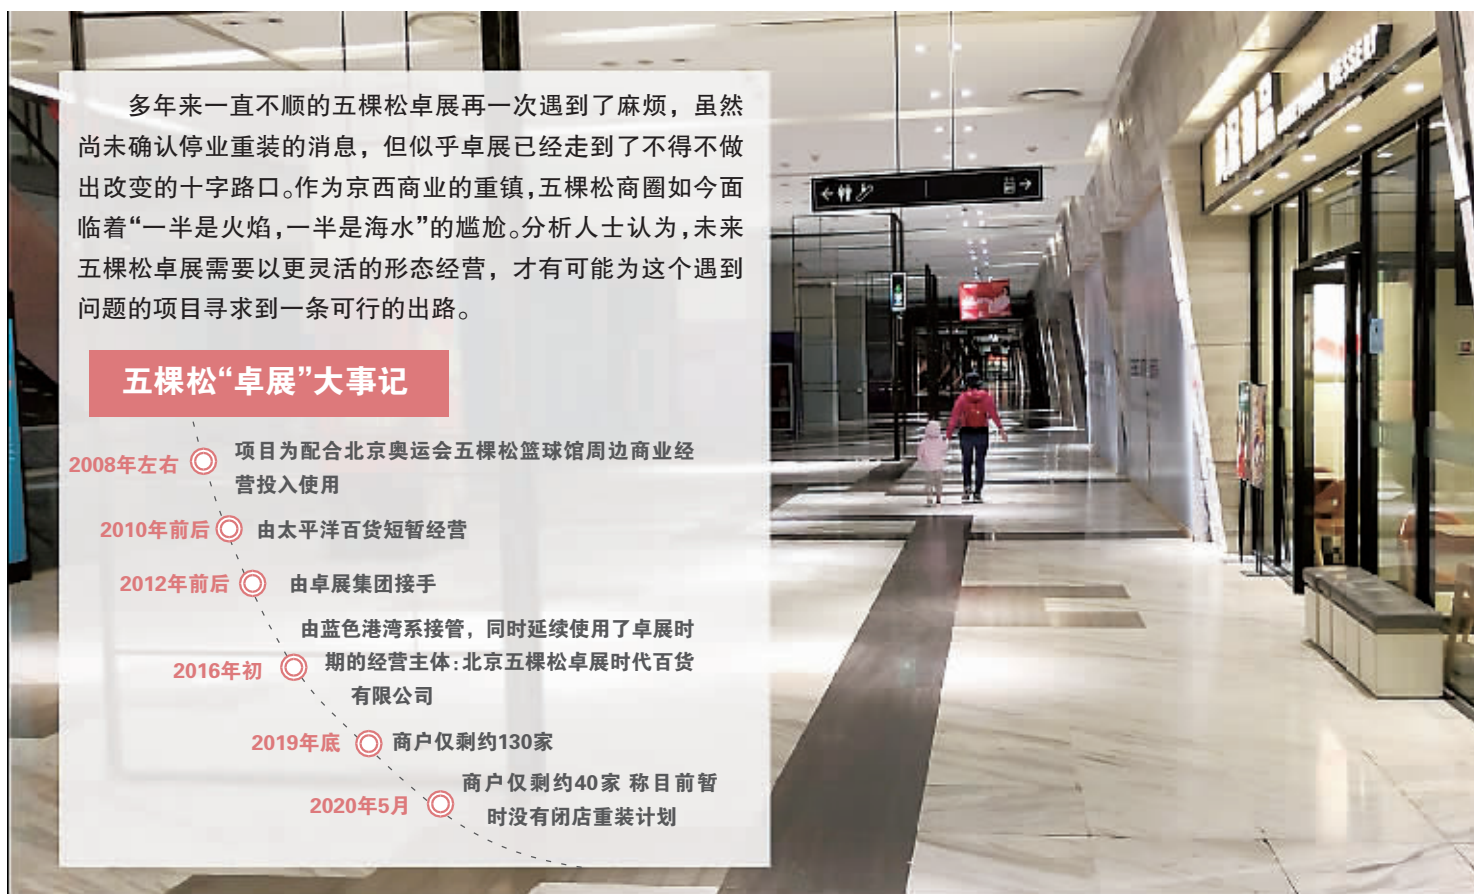 多年来一直不顺的五棵松卓展再一次遇到了麻烦，虽然
尚未确认停业重装的消息，但似乎卓展已经走到了不得不做
出改变的十字路口。作为京西商业的重镇，五棵松商圈如今面
临着“一半是火焰，一半是海水”的尴尬。分析人士认为，未来
五棵松卓展需要以更灵活的形态经营，才有可能为这个遇到
问题的项目寻求到一条可行的出路。
五棵松“卓展”大事记
2008年左右
项目为配合北京奥运会五棵松篮球馆周边商业经
营投入使用
2010年前后
由太平洋百货短暂经营
2012年前后
由卓展集团接手
2016年初
由蓝色港湾系接管，同时延续使用了卓展时
期的经营主体：北京五棵松卓展时代百货
有限公司
2019年底
商户仅剩约130家
2020年5月
商户仅剩约40家 称目前暂
时没有闭店重装计划
DESSERT